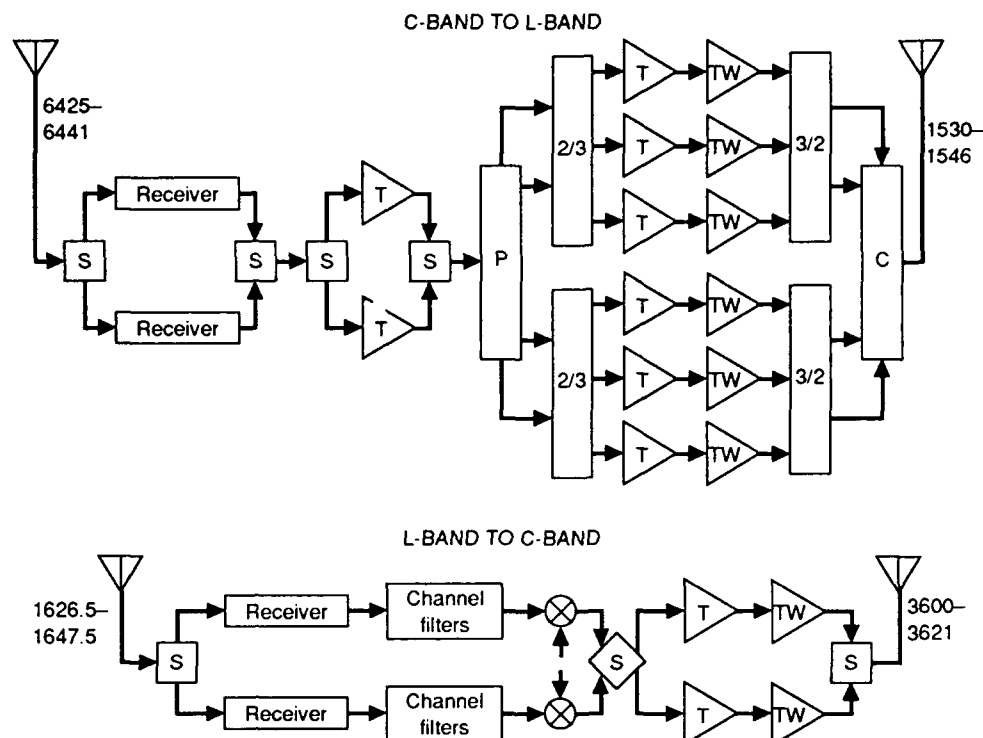 C-BAND TO L-BAND
6425–
6441
1530–
1546
T
TW
2/3
T
TW
3/2
T
TW
Receiver
T
S
S
S
S
P
C
Receiver
T
T
TW
2/3
T
TW
3/2
T
TW
L-BAND TO C-BAND
1626.5–
1647.5
3600–
3621
Receiver
Channel
filters
T
TW
S
S
S
Receiver
Channel
filters
T
TW